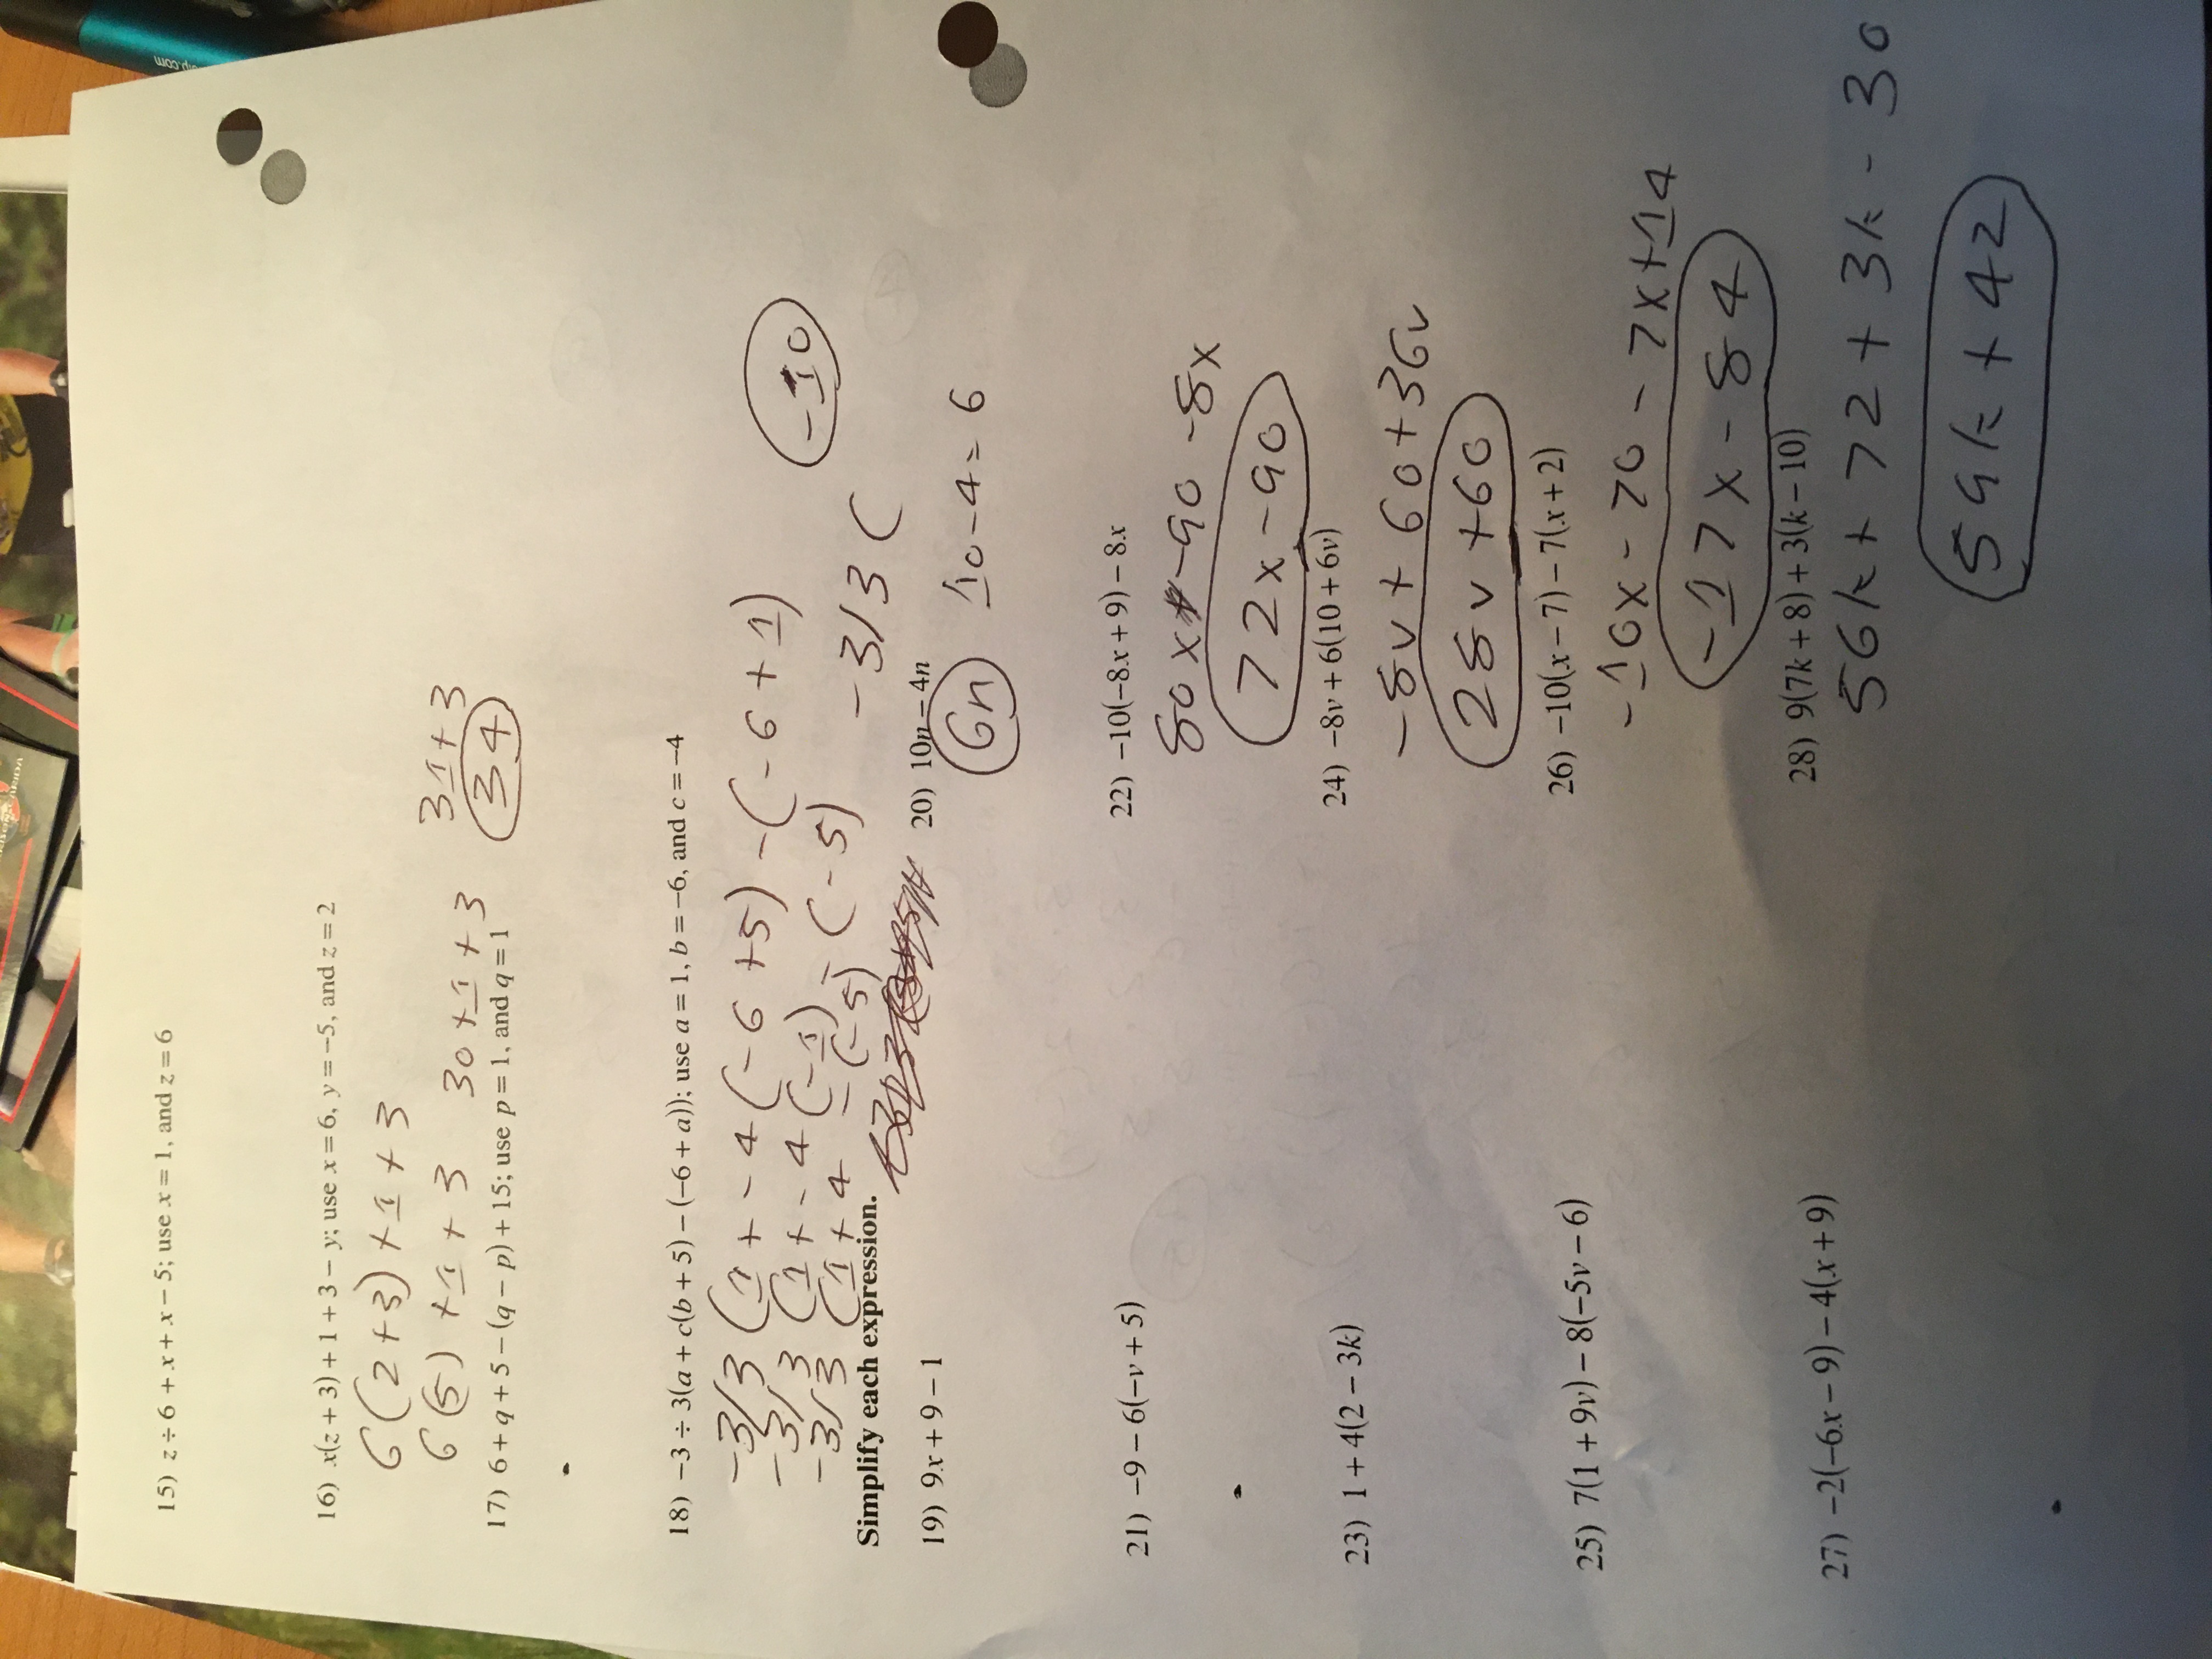 15) z ÷ 6 + x + x − 5; use x = 1, and z = 6
16) x(z + 3) + 1 + 3 − y; use x = 6, y = −5, and z = 2
6(2+3)+1+3
6(5)+1+3 30+1+3 31+3
34
17) 6 + q + 5 − (q − p) + 15; use p = 1, and q = 1
18) −3 ÷ 3(a + c(b + 5) − (−6 + a)); use a = 1, b = −6, and c = −4
-3/3 (1+-4(-6+5)-(-6+1)
-3/3 (1+-4(-1)-(-5)
-10
-3/3 (1+4 -(-5)
-3/3 (
Simplify each expression.
19) 9x + 9 − 1
20) 10n − 4n
6n 10-4=6
21) −9 − 6(−v + 5)
22) −10(−8x + 9) − 8x
80x-90-8x
72x-90
23) 1 + 4(2 − 3k)
24) −8v + 6(10 + 6v)
-8v+60+36v
28v+60
25) 7(1 + 9v) − 8(−5v − 6)
26) −10(x − 7) − 7(x + 2)
-10x-70-7x+14
-17x-84
27) −2(−6x − 9) − 4(x + 9)
28) 9(7k + 8) + 3(k − 10)
56k+72+3k-30
59k+42